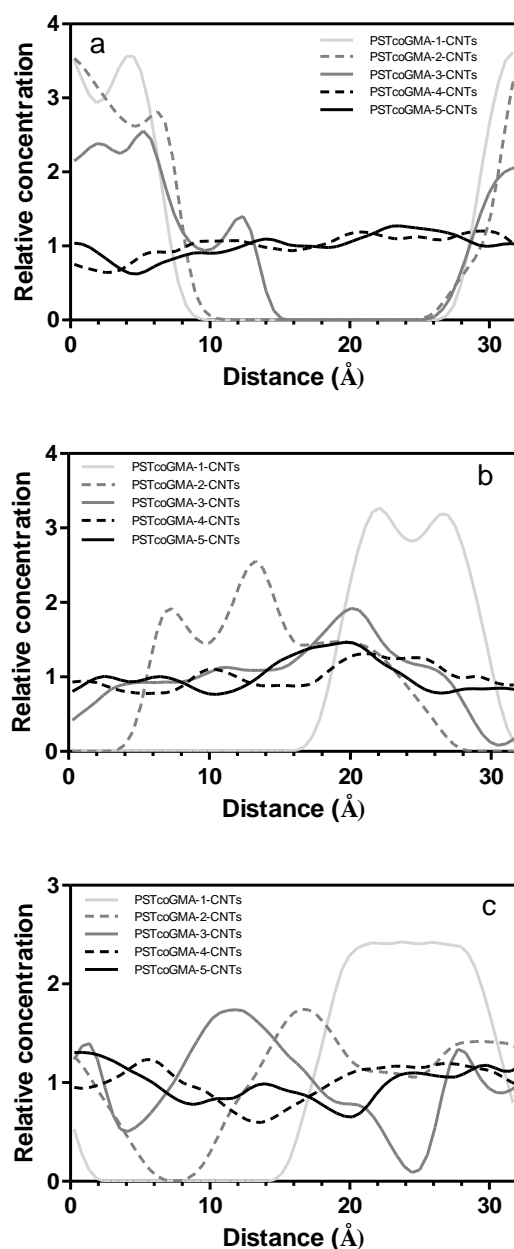 a
PSTcoGMA-1-CNTs
PSTcoGMA-2-CNTs
PSTcoGMA-3-CNTs
PSTcoGMA-4-CNTs
PSTcoGMA-5-CNTs
Relative concentration
4
3
2
1
0
0 10 20 30
Distance (Å)
b
PSTcoGMA-1-CNTs
PSTcoGMA-2-CNTs
PSTcoGMA-3-CNTs
PSTcoGMA-4-CNTs
PSTcoGMA-5-CNTs
Relative concentration
4
3
2
1
0
0 10 20 30
Distance (Å)
c
PSTcoGMA-1-CNTs
PSTcoGMA-2-CNTs
PSTcoGMA-3-CNTs
PSTcoGMA-4-CNTs
PSTcoGMA-5-CNTs
Relative concentration
3
2
1
0
0 10 20 30
Distance (Å)